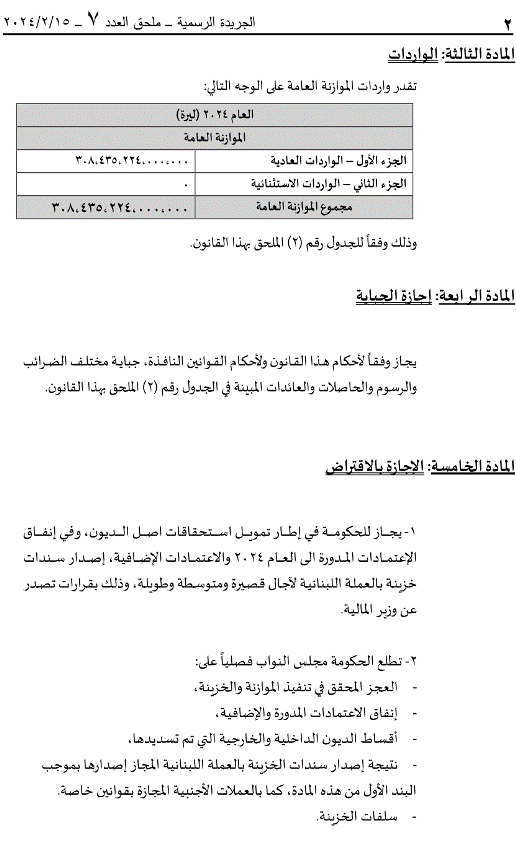 ٢ الجريدة الرسمية – ملحق العدد ٧ – ٢٠٢٤/٢/١٥
المادة الثالثة: الواردات
تقدر واردات الموازنة العامة على الوجه التالي:
العام ٢٠٢٤ (ليرة)
الموازنة العامة
الجزء الأول – الواردات العادية ٣٠٨،٤٣٥،٢٢٤،٠٠٠،٠٠٠
الجزء الثاني – الواردات الاستثنائية ٠
مجموع الموازنة العامة ٣٠٨،٤٣٥،٢٢٤،٠٠٠،٠٠٠
وذلك وفقاً للجدول رقم (٢) الملحق بهذا القانون.
المادة الرابعة: إجازة الجباية
يجاز وفقاً لأحكام هذا القانون ولأحكام القوانين النافذة، جباية مختلف الضرائب
والرسوم والحاصلات والعائدات المبينة في الجدول رقم (٢) الملحق بهذا القانون.
المادة الخامسة: الإجازة بالاقتراض
١- يجاز للحكومة في إطار تمويل استحقاقات اصل الديون، وفي إنفاق
الإعتمادات المدورة الى العام ٢٠٢٤ والاعتمادات الإضافية، إصدار سندات
خزينة بالعملة اللبنانية لآجال قصيرة ومتوسطة وطويلة، وذلك بقرارات تصدر
عن وزير المالية.
٢- تطلع الحكومة مجلس النواب فصلياً على:
- العجز المحقق في تنفيذ الموازنة والخزينة،
- إنفاق الاعتمادات المدورة والإضافية،
- أقساط الديون الداخلية والخارجية التي تم تسديدها،
- نتيجة إصدار سندات الخزينة بالعملة اللبنانية المجاز إصدارها بموجب
البند الأول من هذه المادة، كما بالعملات الأجنبية المجازة بقوانين خاصة.
- سلفات الخزينة.